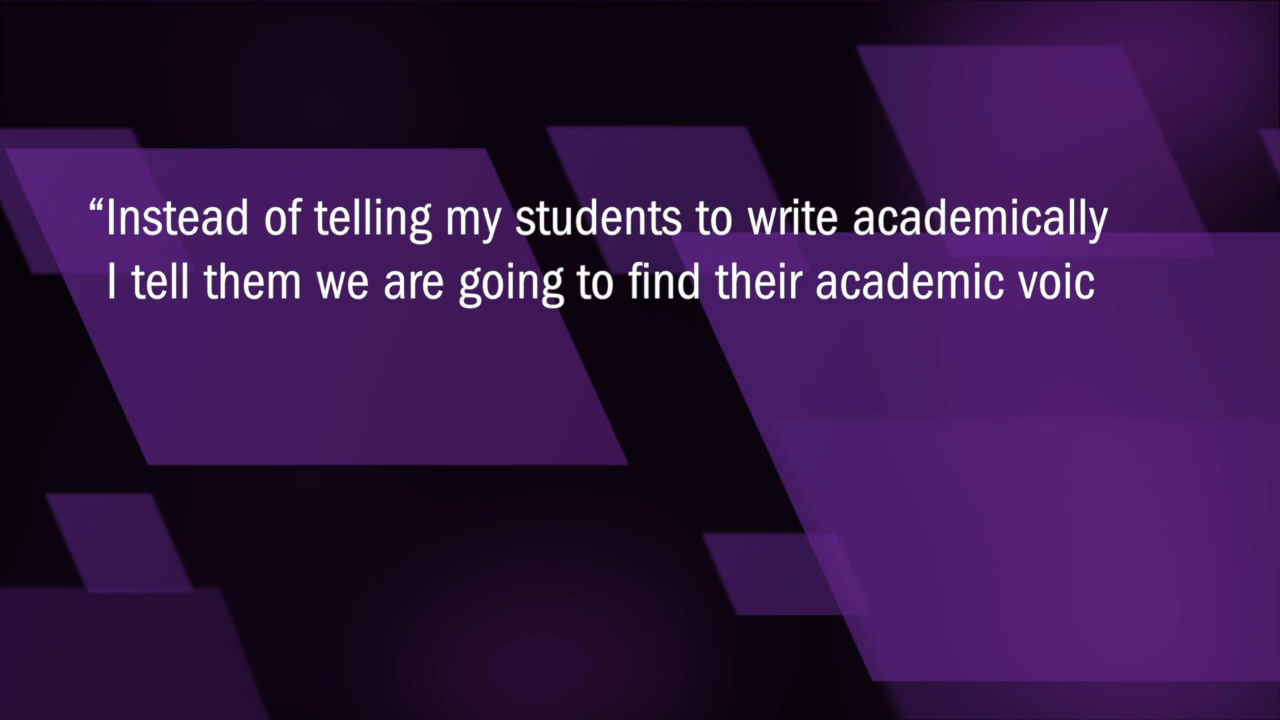 “Instead of telling my students to write academically
I tell them we are going to find their academic voic